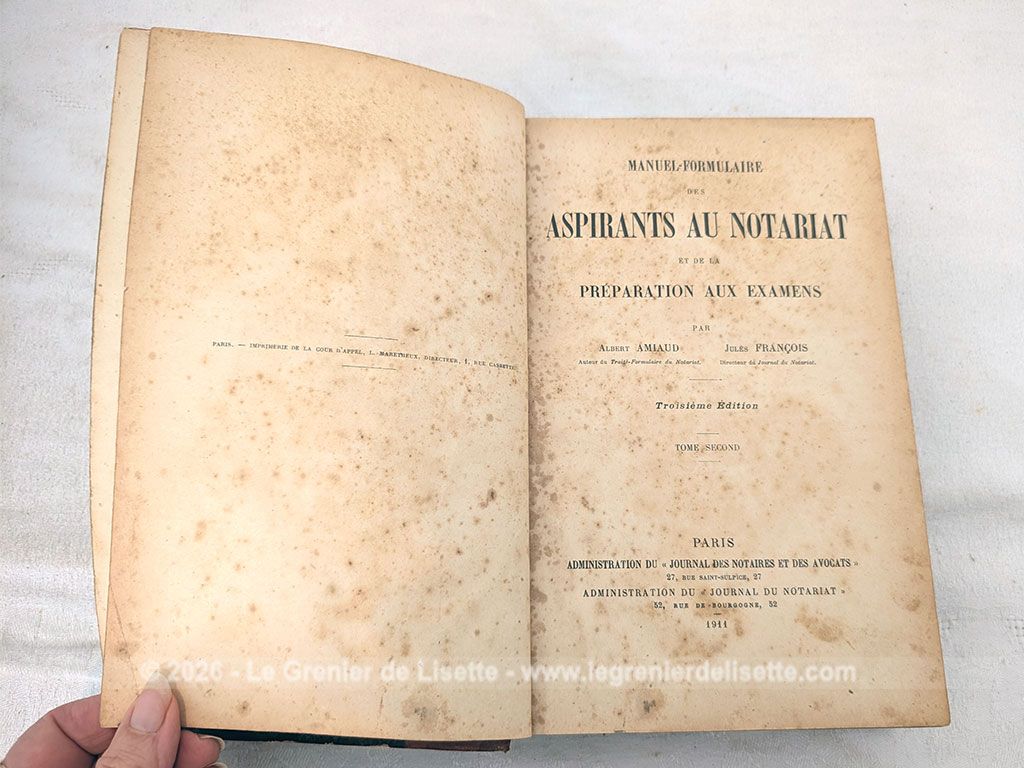 PARIS. — IMPRIMERIE DE LA COUR D'APPEL, L. MARETHEUX, DIRECTEUR, 1, RUE CASSETTE.
MANUEL-FORMULAIRE
DES
ASPIRANTS AU NOTARIAT
ET DE LA
PRÉPARATION AUX EXAMENS
PAR
ALBERT AMIAUD JULES FRANÇOIS
Auteur du Traité-Formulaire du Notariat. Directeur du Journal du Notariat.
Troisième Édition
TOME SECOND
PARIS
ADMINISTRATION DU « JOURNAL DES NOTAIRES ET DES AVOCATS »
27, RUE SAINT-SULPICE, 27
ADMINISTRATION DU « JOURNAL DU NOTARIAT »
52, RUE DE BOURGOGNE, 52
1911
© 2026 - Le Grenier de Lisette - www.legrenierdelisette.com